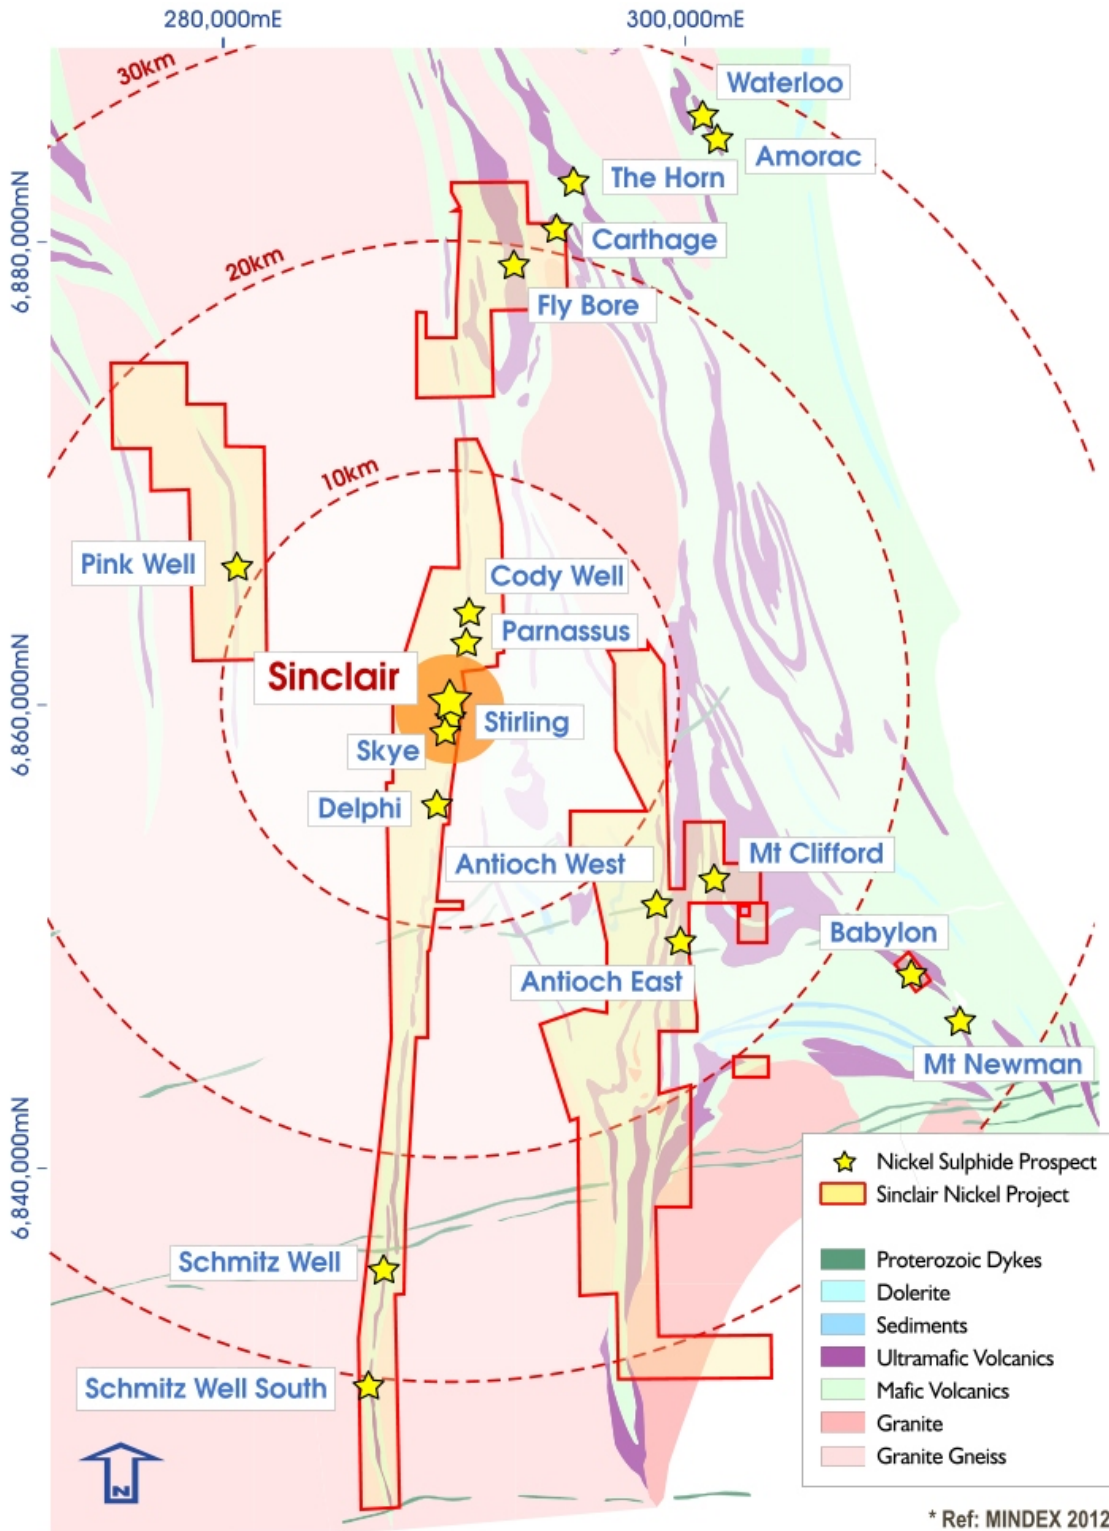 280,000mE
300,000mE
30km
Waterloo
Amorac
The Horn
Carthage
6,880,000mN
20km
Fly Bore
10km
Pink Well
Cody Well
Parnassus
Sinclair
6,860,000mN
Stirling
Skye
Delphi
Antioch West
Mt Clifford
Babylon
Antioch East
Mt Newman
6,840,000mN
Nickel Sulphide Prospect
Sinclair Nickel Project
Schmitz Well
Proterozoic Dykes
Dolerite
Sediments
Ultramafic Volcanics
Schmitz Well South
Mafic Volcanics
Granite
Granite Gneiss
N
* Ref: MINDEX 2012